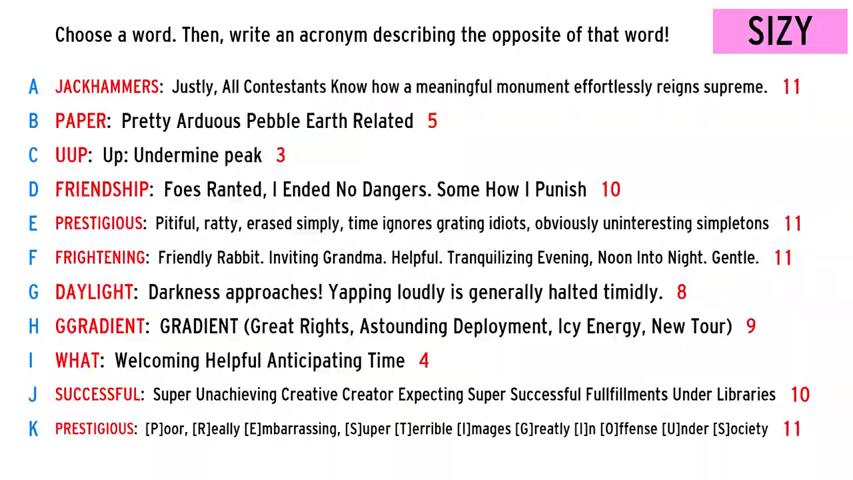 Choose a word. Then, write an acronym describing the opposite of that word!
SIZY
A JACKHAMMERS: Justly, All Contestants Know how a meaningful monument effortlessly reigns supreme. 11
B PAPER: Pretty Arduous Pebble Earth Related 5
C UUP: Up: Undermine peak 3
D FRIENDSHIP: Foes Ranted, I Ended No Dangers. Some How I Punish 10
E PRESTIGIOUS: Pitiful, ratty, erased simply, time ignores grating idiots, obviously uninteresting simpletons 11
F FRIGHTENING: Friendly Rabbit. Inviting Grandma. Helpful. Tranquilizing Evening, Noon Into Night. Gentle. 11
G DAYLIGHT: Darkness approaches! Yapping loudly is generally halted timidly. 8
H GGRADIENT: GRADIENT (Great Rights, Astounding Deployment, Icy Energy, New Tour) 9
I WHAT: Welcoming Helpful Anticipating Time 4
J SUCCESSFUL: Super Unachieving Creative Creator Expecting Super Successful Fullfillments Under Libraries 10
K PRESTIGIOUS: [P]oor, [R]eally [E]mbarrassing, [S]uper [T]errible [I]mages [G]reatly [I]n [O]ffense [U]nder [S]ociety 11